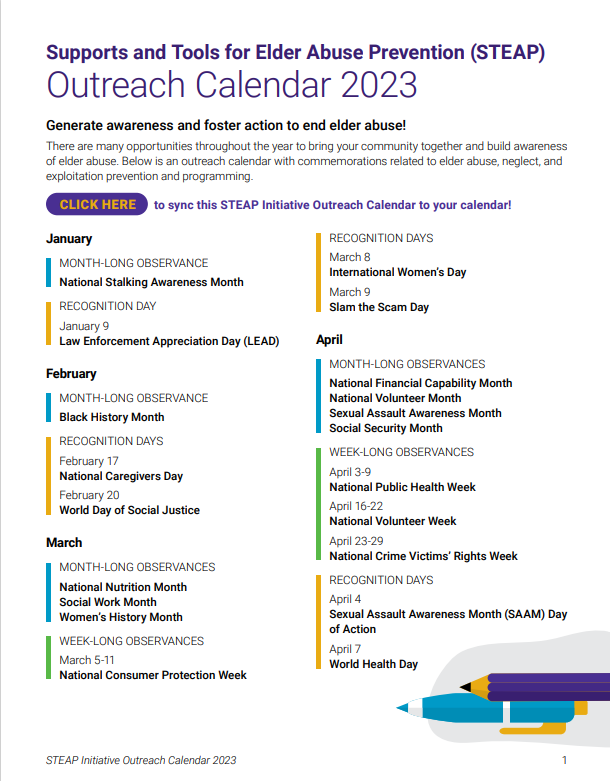 Supports and Tools for Elder Abuse Prevention (STEAP)
Outreach Calendar 2023
Generate awareness and foster action to end elder abuse!
There are many opportunities throughout the year to bring your community together and build awareness
of elder abuse. Below is an outreach calendar with commemorations related to elder abuse, neglect, and
exploitation prevention and programming.
CLICK HERE to sync this STEAP Initiative Outreach Calendar to your calendar!
January
MONTH-LONG OBSERVANCE
National Stalking Awareness Month
RECOGNITION DAY
January 9
Law Enforcement Appreciation Day (LEAD)
February
MONTH-LONG OBSERVANCE
Black History Month
RECOGNITION DAYS
February 17
National Caregivers Day
February 20
World Day of Social Justice
March
MONTH-LONG OBSERVANCES
National Nutrition Month
Social Work Month
Women's History Month
WEEK-LONG OBSERVANCES
March 5-11
National Consumer Protection Week
RECOGNITION DAYS
March 8
International Women's Day
March 9
Slam the Scam Day
April
MONTH-LONG OBSERVANCES
National Financial Capability Month
National Volunteer Month
Sexual Assault Awareness Month
Social Security Month
WEEK-LONG OBSERVANCES
April 3-9
National Public Health Week
April 16-22
National Volunteer Week
April 23-29
National Crime Victims' Rights Week
RECOGNITION DAYS
April 4
Sexual Assault Awareness Month (SAAM) Day
of Action
April 7
World Health Day
STEAP Initiative Outreach Calendar 2023
1